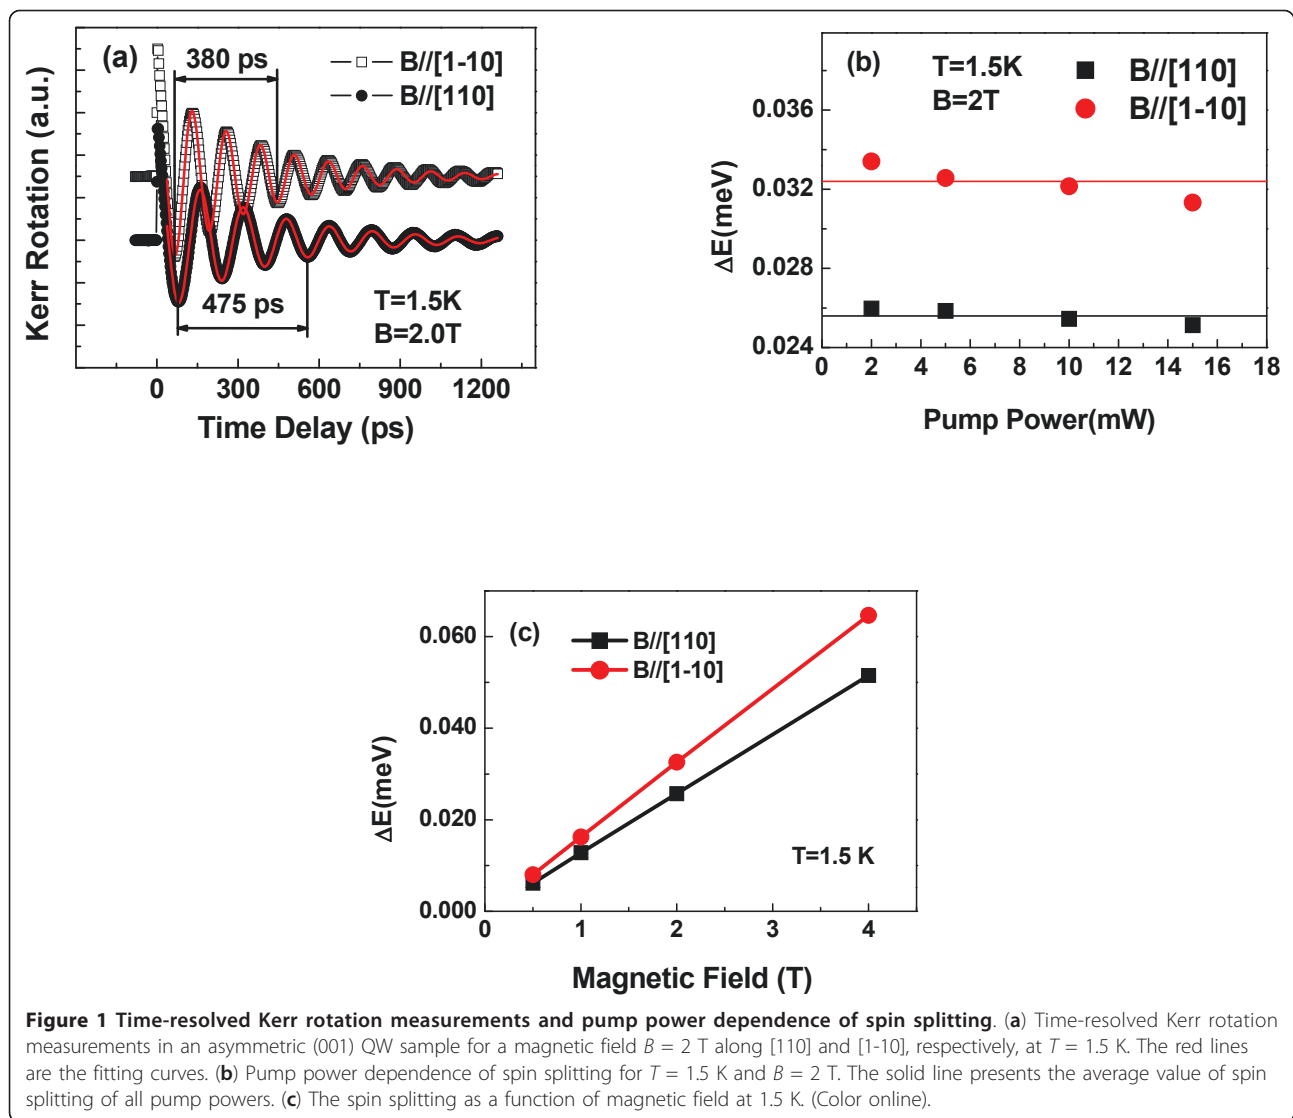 (a)
380 ps
B//[1-10]
B//[110]
475 ps
T=1.5K
B=2.0T
Kerr Rotation (a.u.)
0 300 600 900 1200
Time Delay (ps)
(b)
T=1.5K
B=2T
B//[110]
B//[1-10]
0.036
0.032
0.028
0.024
ΔE(meV)
0 2 4 6 8 10 12 14 16 18
Pump Power(mW)
(c)
B//[110]
B//[1-10]
0.060
0.040
0.020
0.000
ΔE(meV)
T=1.5 K
0 1 2 3 4
Magnetic Field (T)
Figure 1 Time-resolved Kerr rotation measurements and pump power dependence of spin splitting. (a) Time-resolved Kerr rotation
measurements in an asymmetric (001) QW sample for a magnetic field B = 2 T along [110] and [1-10], respectively, at T = 1.5 K. The red lines
are the fitting curves. (b) Pump power dependence of spin splitting for T = 1.5 K and B = 2 T. The solid line presents the average value of spin
splitting of all pump powers. (c) The spin splitting as a function of magnetic field at 1.5 K. (Color online).